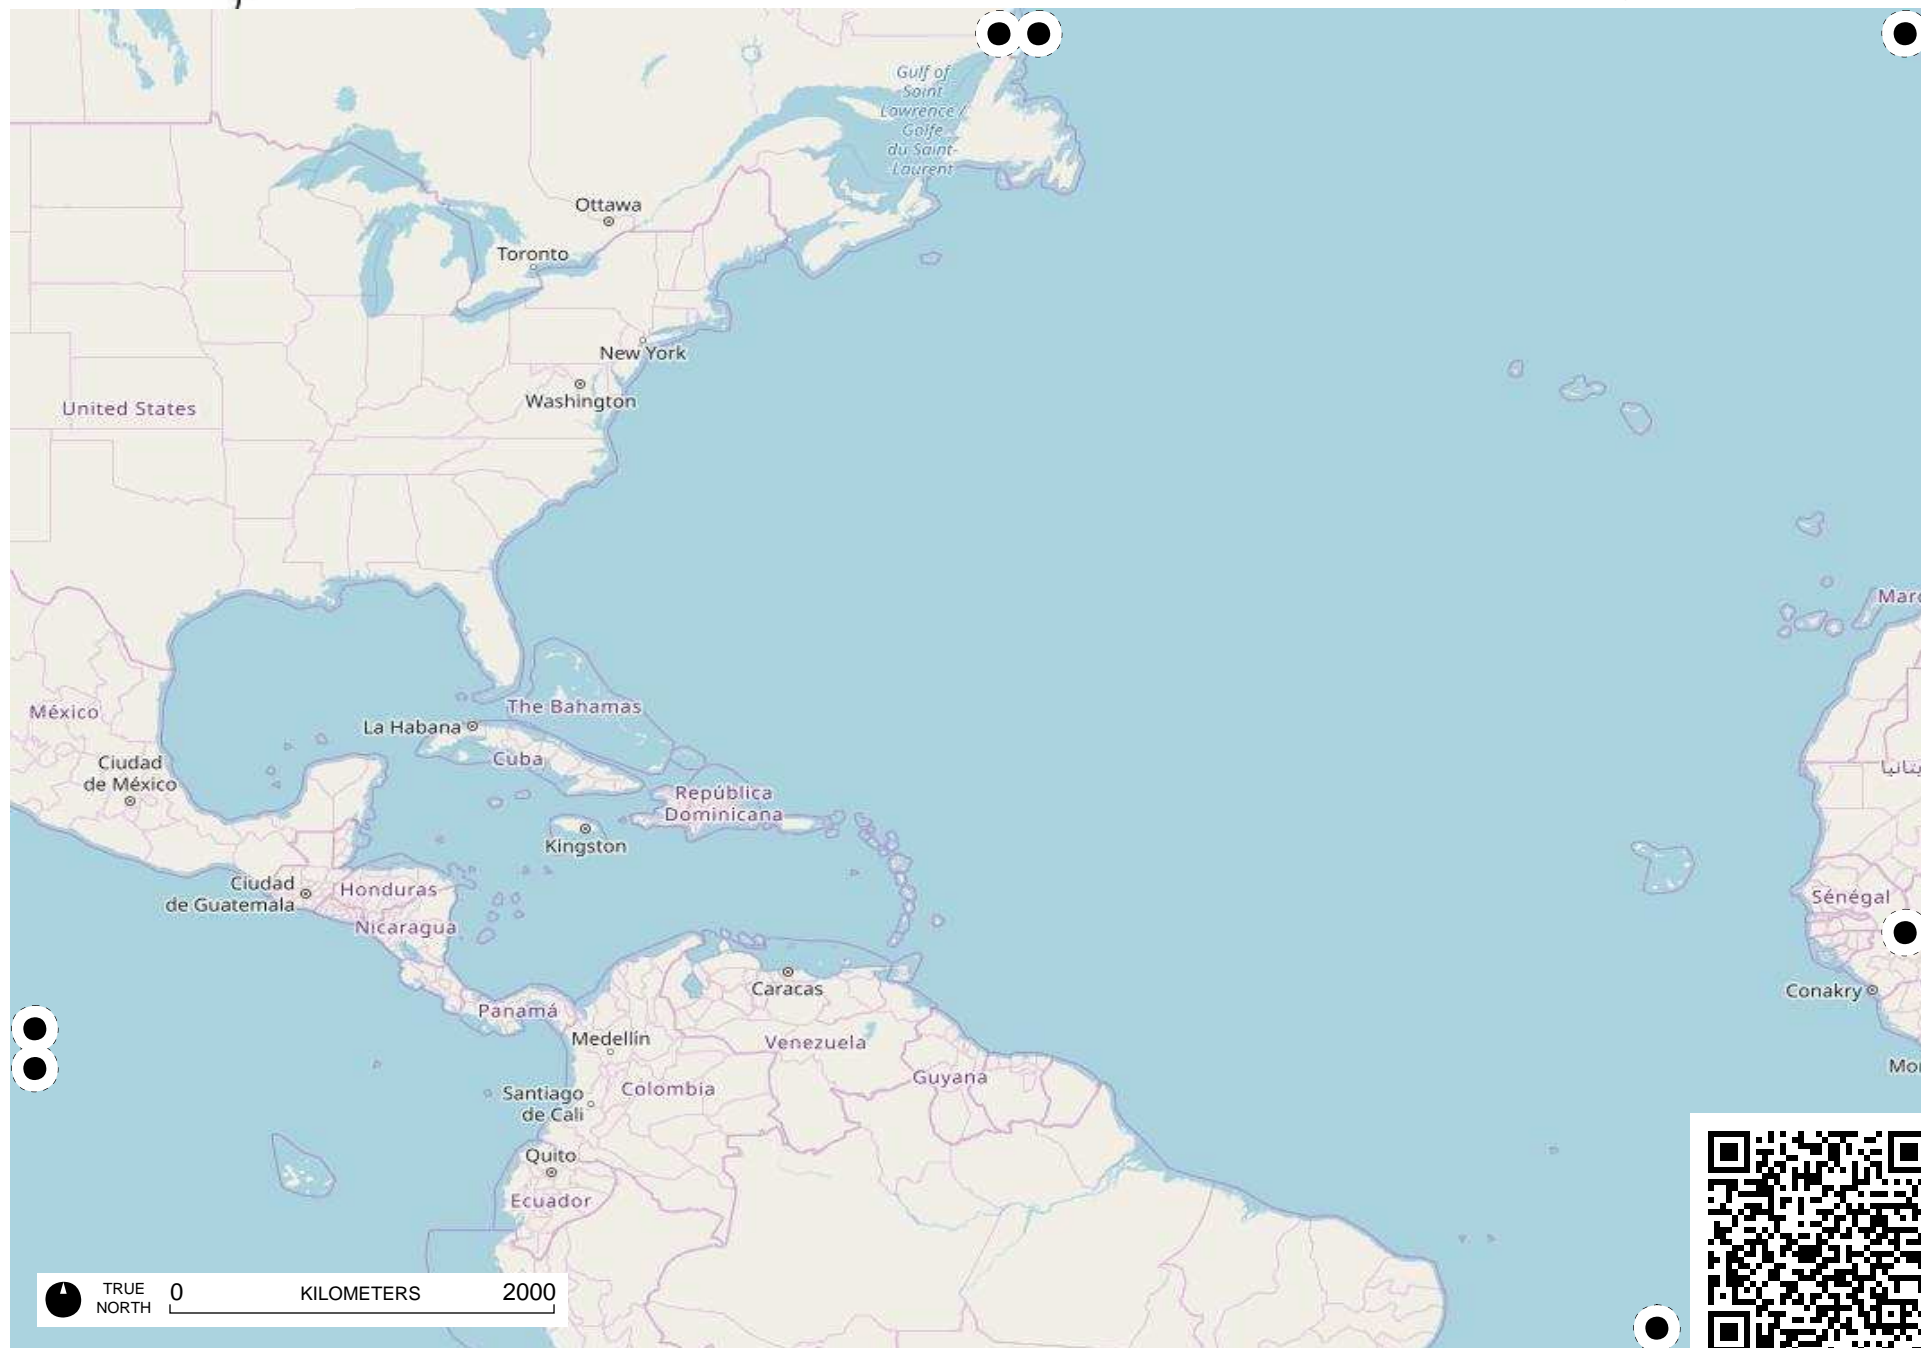 Gulf of
Saint
Lawrence /
Golfe
du Saint-
Laurent
Ottawa
Toronto
New York
Washington
United States
México
Ciudad
de México
La Habana
The Bahamas
Cuba
República
Dominicana
Kingston
Ciudad
de Guatemala
Honduras
Nicaragua
Panamá
Caracas
Medellín
Venezuela
Guyana
Santiago
de Cali
Colombia
Quito
Ecuador
Sénégal
Conakry
TRUE
NORTH
0
KILOMETERS
2000